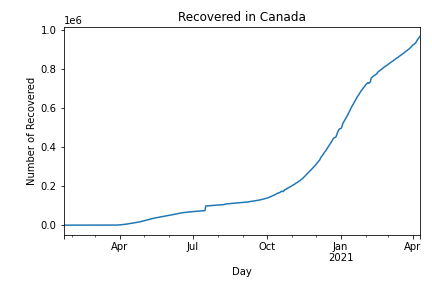 Recovered in Canada
1e6
1.0
0.8
0.6
0.4
0.2
0.0
Number of Recovered
Apr Jul Oct Jan Apr
2021
Day